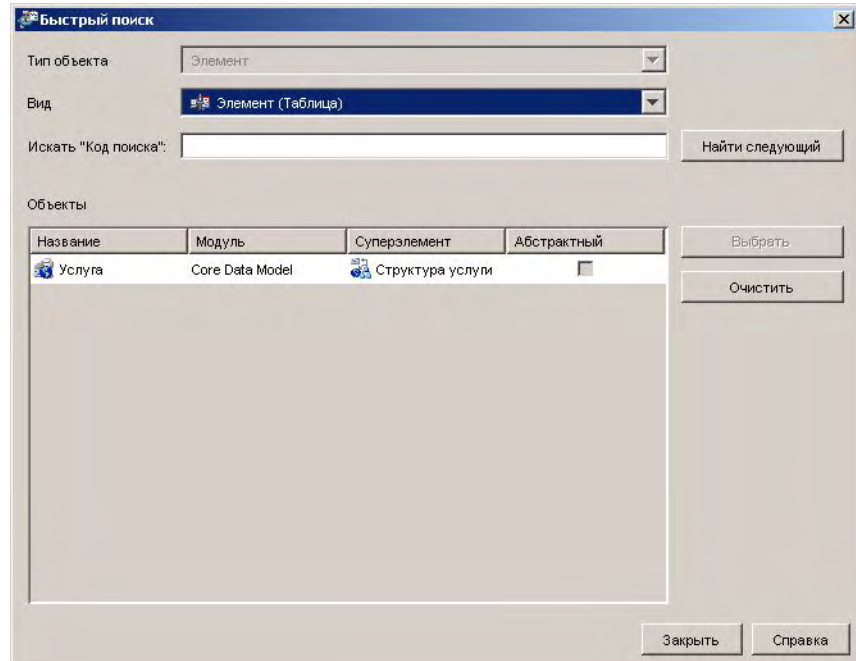 Быстрый поиск
Тип объекта Элемент
Вид Элемент (Таблица)
Искать "Код поиска": Найти следующий
Объекты
Название Модуль Суперэлемент Абстрактный Выбрать
Услуга Core Data Model Структура услуги
Очистить
Закрыть Справка